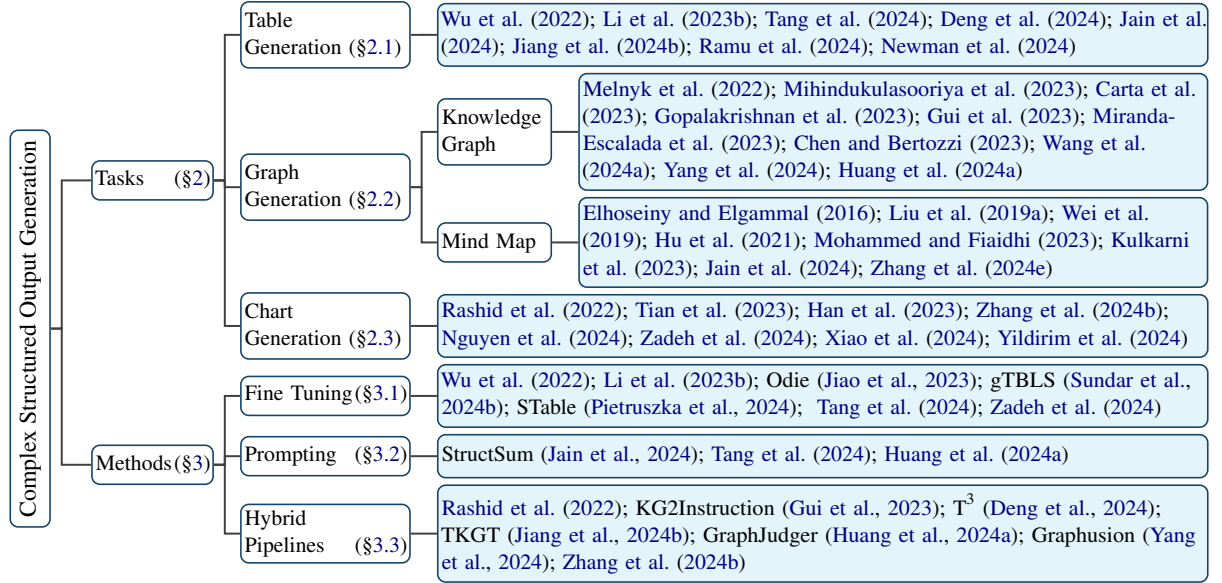 Complex Structured Output Generation
Tasks (§2)
Table
Generation (§2.1)
Wu et al. (2022); Li et al. (2023b); Tang et al. (2024); Deng et al. (2024); Jain et al.
(2024); Jiang et al. (2024b); Ramu et al. (2024); Newman et al. (2024)
Graph
Generation (§2.2)
Knowledge
Graph
Melnyk et al. (2022); Mihindukulasooriya et al. (2023); Carta et al.
(2023); Gopalakrishnan et al. (2023); Gui et al. (2023); Miranda-
Escalada et al. (2023); Chen and Bertozzi (2023); Wang et al.
(2024a); Yang et al. (2024); Huang et al. (2024a)
Mind Map
Elhoseiny and Elgammal (2016); Liu et al. (2019a); Wei et al.
(2019); Hu et al. (2021); Mohammed and Fiaidhi (2023); Kulkarni
et al. (2023); Jain et al. (2024); Zhang et al. (2024e)
Chart
Generation (§2.3)
Rashid et al. (2022); Tian et al. (2023); Han et al. (2023); Zhang et al. (2024b);
Nguyen et al. (2024); Zadeh et al. (2024); Xiao et al. (2024); Yildirim et al. (2024)
Methods (§3)
Fine Tuning (§3.1)
Wu et al. (2022); Li et al. (2023b); Odie (Jiao et al., 2023); gTBLS (Sundar et al.,
2024b); STable (Pietruszka et al., 2024); Tang et al. (2024); Zadeh et al. (2024)
Prompting (§3.2)
StructSum (Jain et al., 2024); Tang et al. (2024); Huang et al. (2024a)
Hybrid
Pipelines (§3.3)
Rashid et al. (2022); KG2Instruction (Gui et al., 2023); T³ (Deng et al., 2024);
TKGT (Jiang et al., 2024b); GraphJudger (Huang et al., 2024a); Graphusion (Yang
et al., 2024); Zhang et al. (2024b)